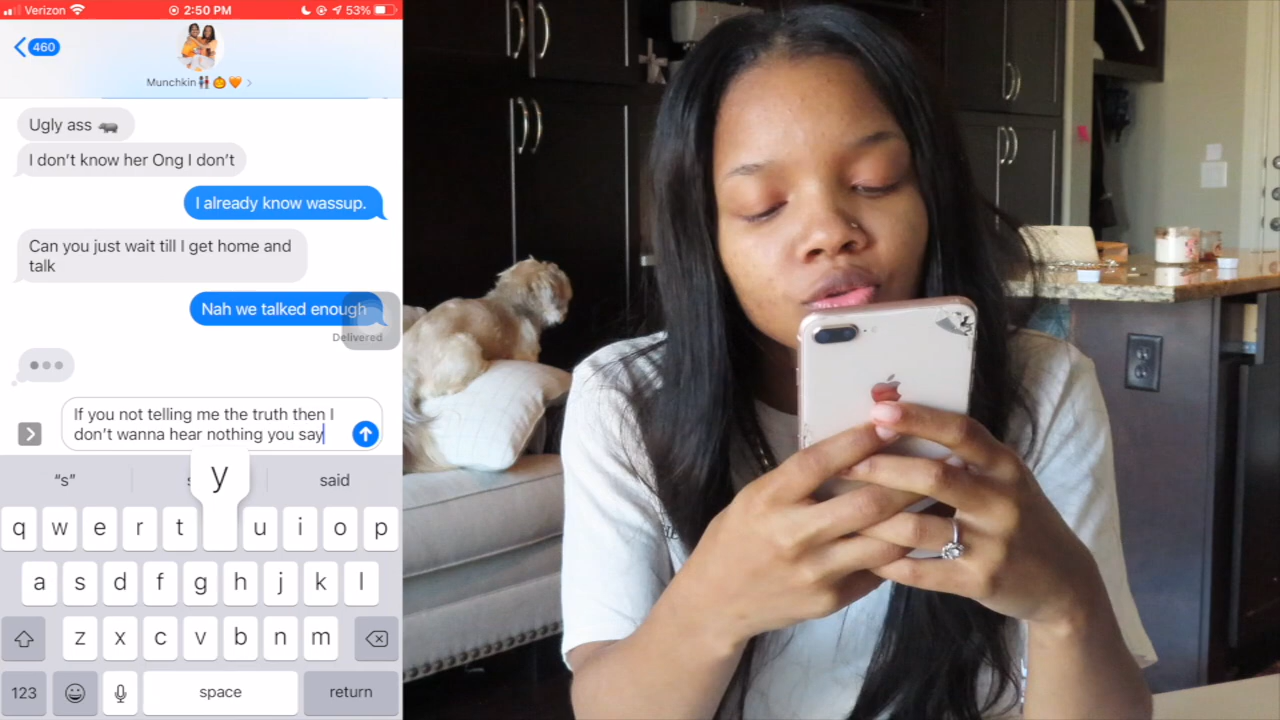 Verizon 2:50 PM 53%
460
Munchkin👫🎃🧡 >
Ugly ass 🦏
I don't know her Ong I don't
I already know wassup.
Can you just wait till I get home and
talk
Nah we talked enough
Delivered
If you not telling me the truth then I
don't wanna hear nothing you say
"s" said
y
q w e r t u i o p
a s d f g h j k l
z x c v b n m
123 space return